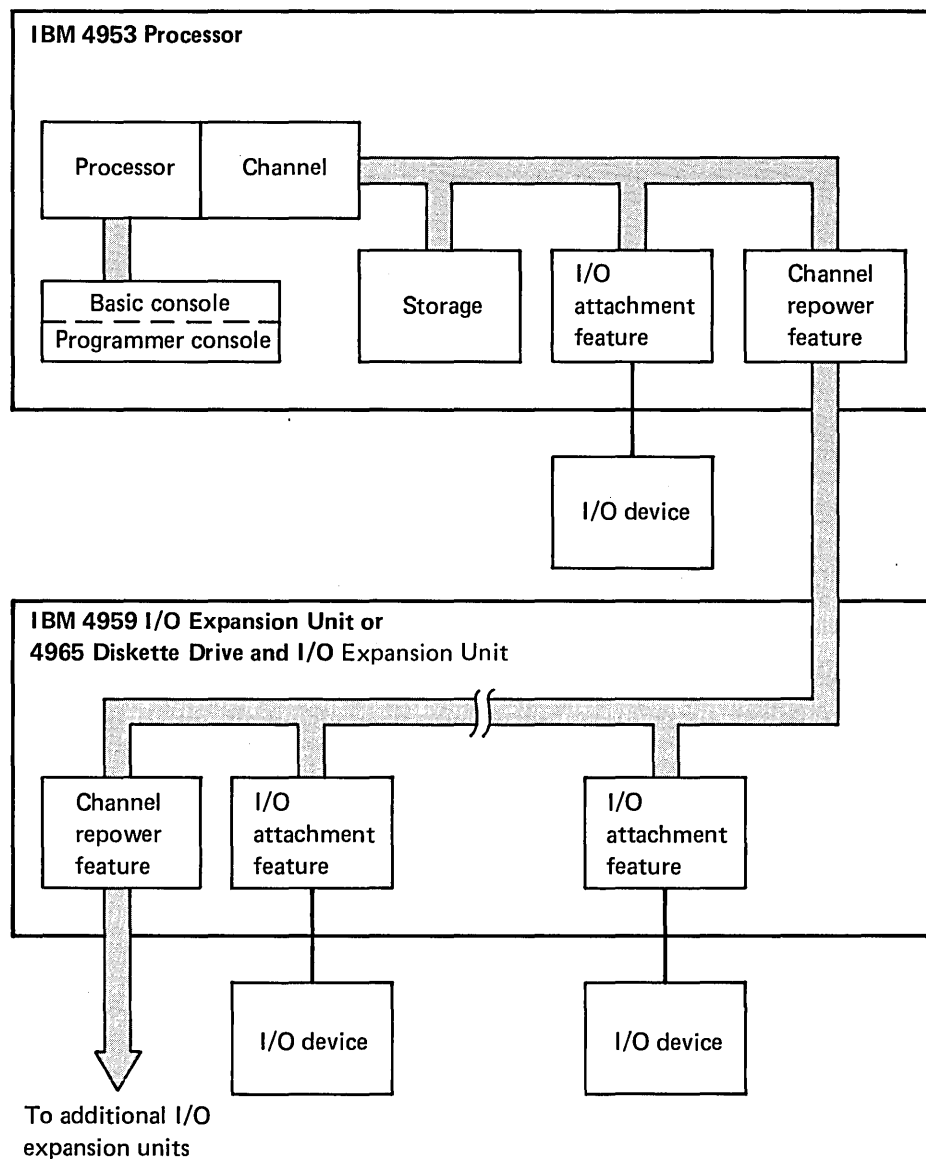 IBM 4953 Processor
Processor
Channel
Basic console
Programmer console
Storage
I/O
attachment
feature
Channel
repower
feature
I/O device
IBM 4959 I/O Expansion Unit or
4965 Diskette Drive and I/O Expansion Unit
Channel
repower
feature
I/O
attachment
feature
I/O
attachment
feature
I/O device
I/O device
To additional I/O
expansion units